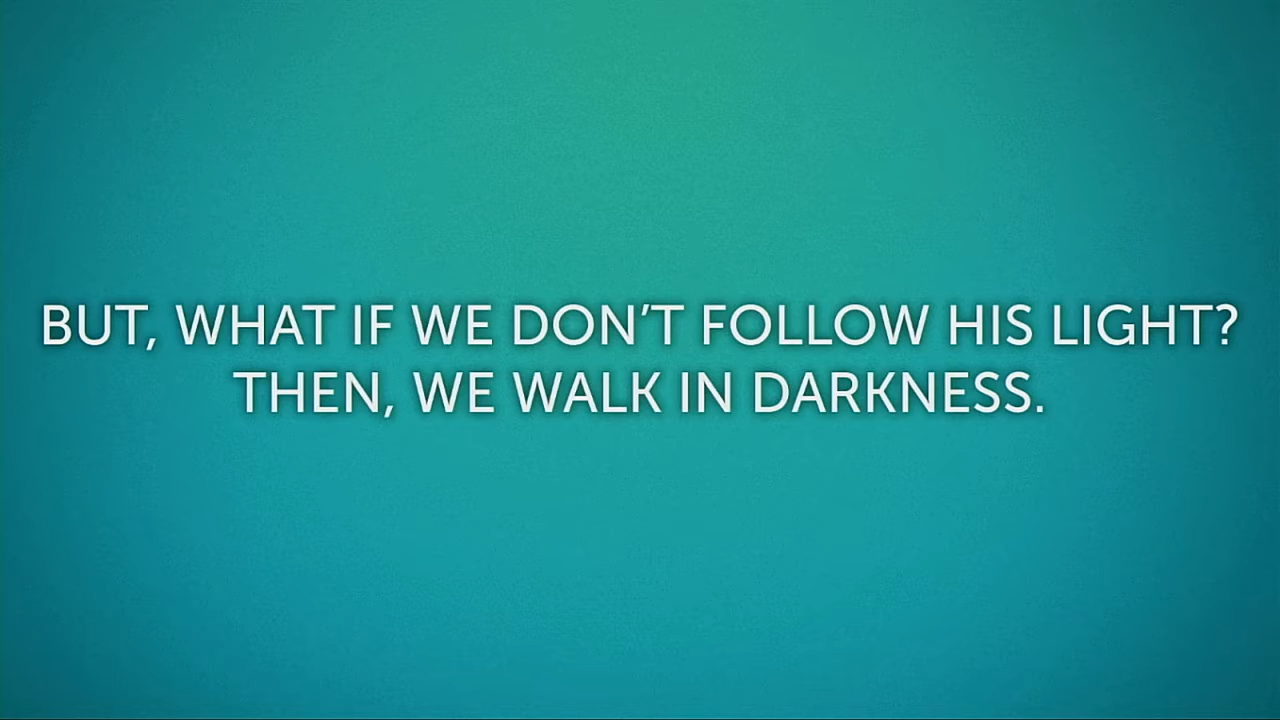 BUT, WHAT IF WE DON'T FOLLOW HIS LIGHT?
THEN, WE WALK IN DARKNESS.